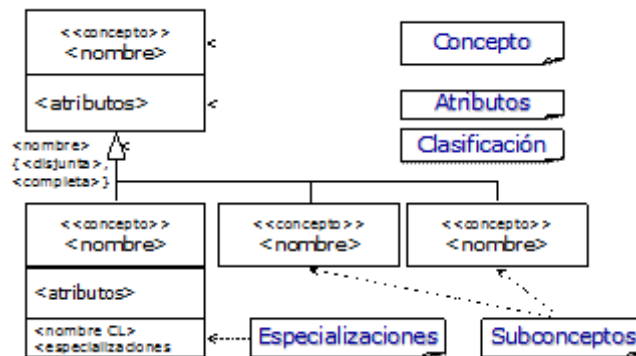 <<concepto>>
<nombre>
<
Concepto
<atributos>
<
Atributos
Clasificación
<nombre>
<
{<disjunta>,
<completa>}
<<concepto>>
<nombre>
<<concepto>>
<nombre>
<<concepto>>
<nombre>
<atributos>
<nombre CL>
<especializaciones
Especializaciones
Subconceptos